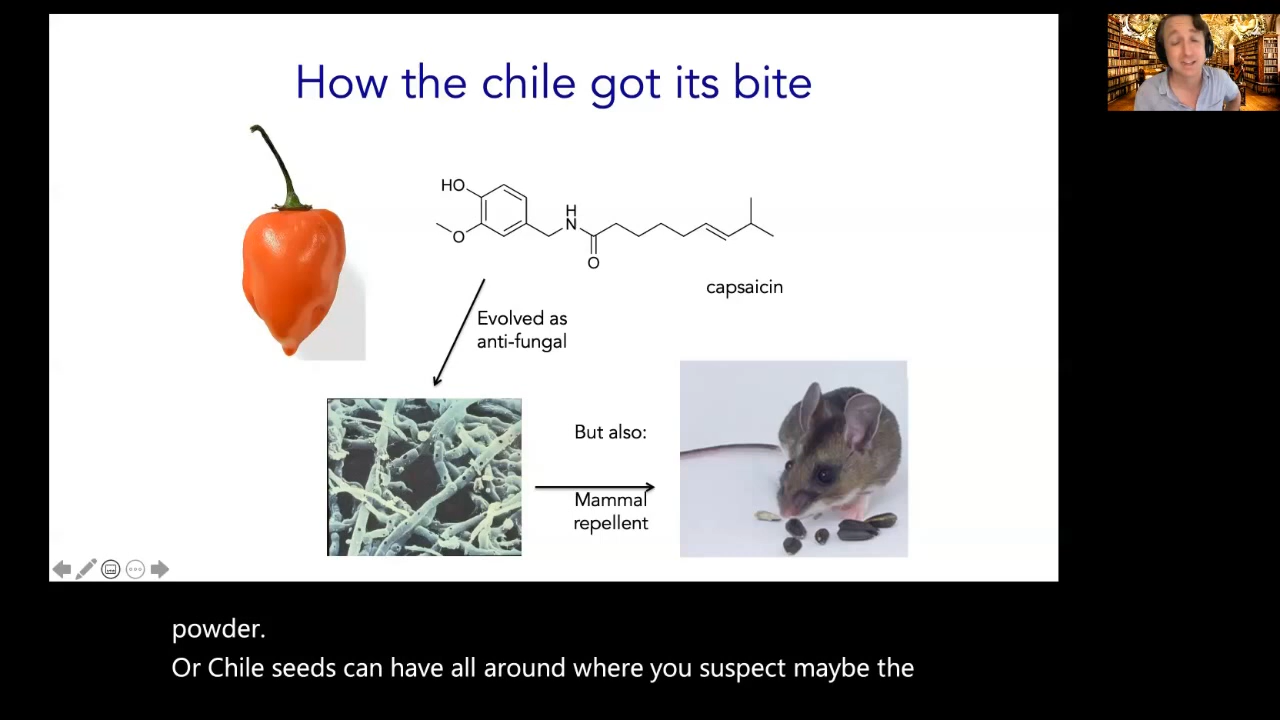 How the chile got its bite
HO
O
H
N
O
capsaicin
Evolved as
anti-fungal
But also:
Mammal
repellent
powder.
Or Chile seeds can have all around where you suspect maybe the